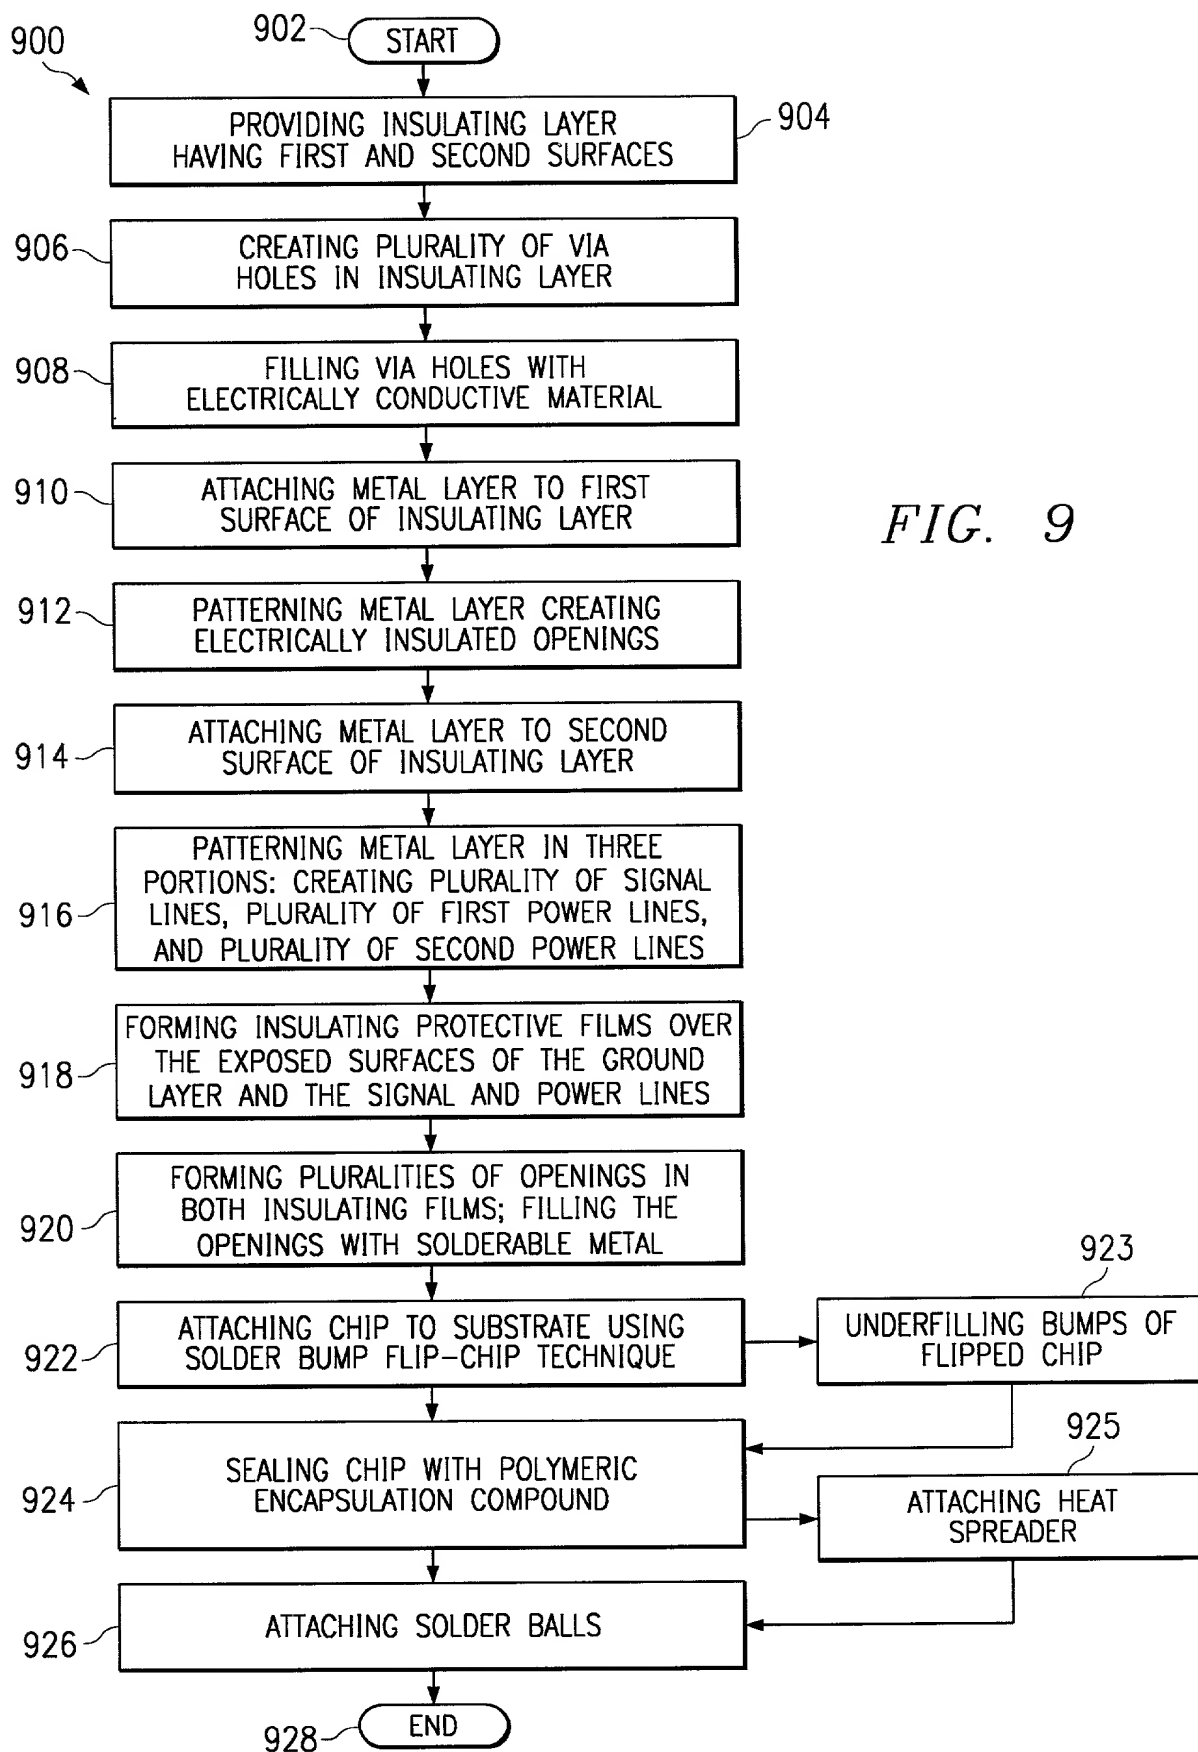 900
902
START
PROVIDING INSULATING LAYER
HAVING FIRST AND SECOND SURFACES
904
906
CREATING PLURALITY OF VIA
HOLES IN INSULATING LAYER
908
FILLING VIA HOLES WITH
ELECTRICALLY CONDUCTIVE MATERIAL
910
ATTACHING METAL LAYER TO FIRST
SURFACE OF INSULATING LAYER
FIG. 9
912
PATTERNING METAL LAYER CREATING
ELECTRICALLY INSULATED OPENINGS
914
ATTACHING METAL LAYER TO SECOND
SURFACE OF INSULATING LAYER
916
PATTERNING METAL LAYER IN THREE
PORTIONS: CREATING PLURALITY OF SIGNAL
LINES, PLURALITY OF FIRST POWER LINES,
AND PLURALITY OF SECOND POWER LINES
918
FORMING INSULATING PROTECTIVE FILMS OVER
THE EXPOSED SURFACES OF THE GROUND
LAYER AND THE SIGNAL AND POWER LINES
920
FORMING PLURALITIES OF OPENINGS IN
BOTH INSULATING FILMS; FILLING THE
OPENINGS WITH SOLDERABLE METAL
922
ATTACHING CHIP TO SUBSTRATE USING
SOLDER BUMP FLIP-CHIP TECHNIQUE
923
UNDERFILLING BUMPS OF
FLIPPED CHIP
924
SEALING CHIP WITH POLYMERIC
ENCAPSULATION COMPOUND
925
ATTACHING HEAT
SPREADER
926
ATTACHING SOLDER BALLS
928
END